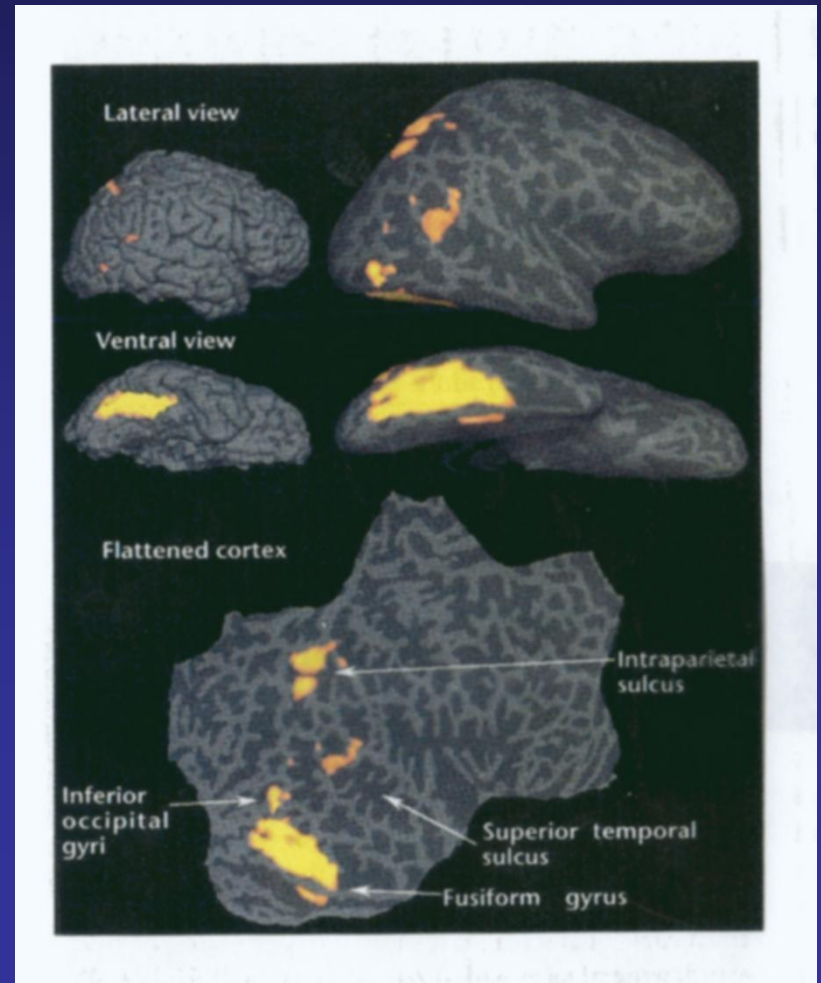 Lateral view
Ventral view
Flattened cortex
Intraparietal
sulcus
Inferior
occipital
gyri
Superior temporal
sulcus
Fusiform gyrus